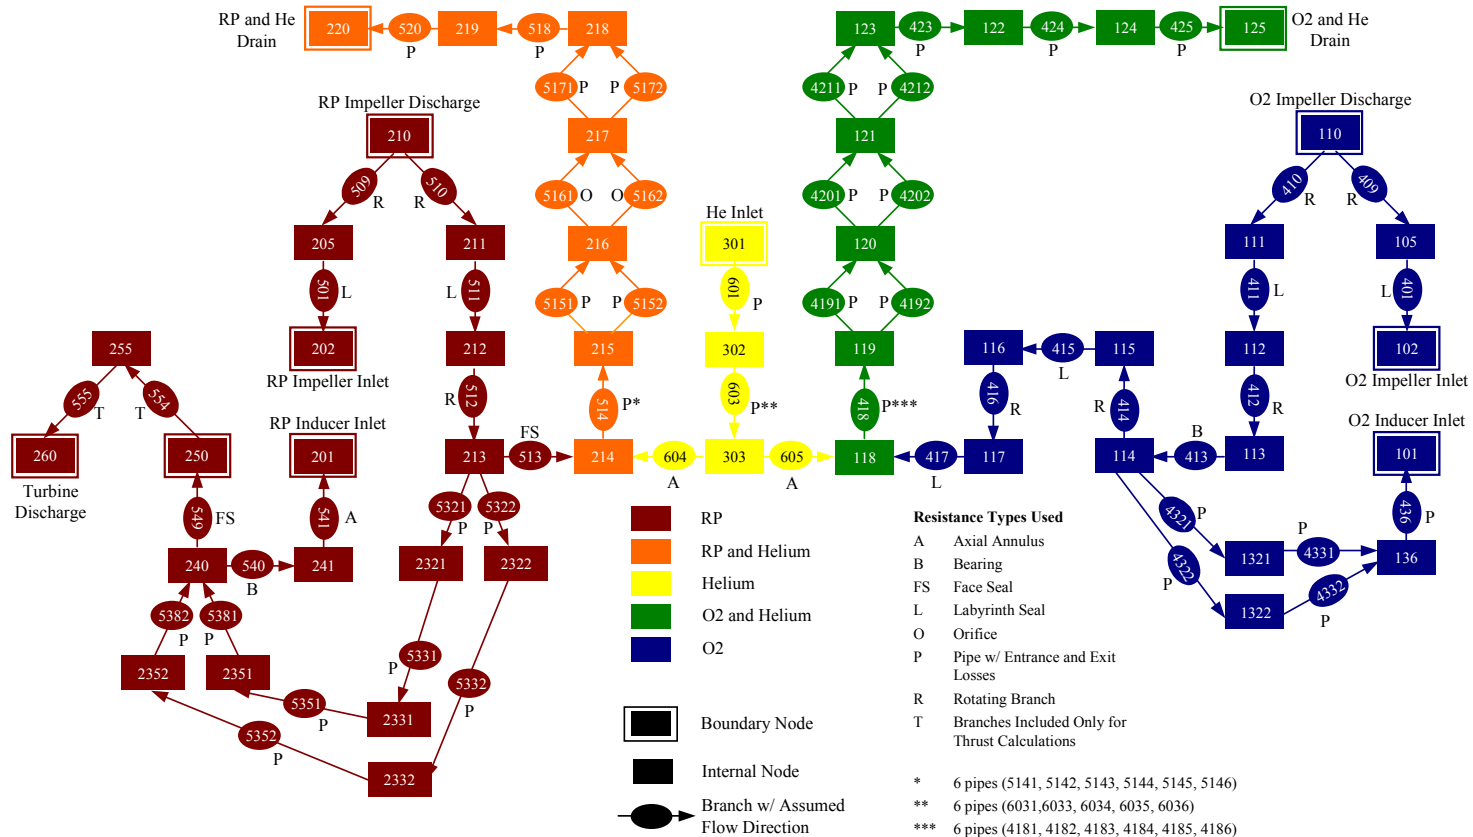 RP and He
Drain
220
520
P
219
518
P
218
5171
P
P
5172
217
5161
O
O
5162
216
5151
P
P
5152
215
514
P*
214
RP Impeller Discharge
210
509
R
510
R
205
501
L
202
RP Impeller Inlet
211
511
L
212
512
R
213
FS
513
255
555
T
554
T
260
Turbine
Discharge
250
549
FS
RP Inducer Inlet
201
541
A
240
540
B
241
5382
P
5381
P
2352
2351
5351
P
5352
P
5321
P
5322
P
2321
2322
5331
P
5332
P
2331
2332
He Inlet
301
601
P
302
603
P**
604
A
303
605
A
123
423
P
122
424
P
124
425
P
125
O2 and He
Drain
4211
P
P
4212
121
4201
P
P
4202
120
4191
P
P
4192
119
418
P***
118
417
L
117
116
415
L
115
416
R
414
R
114
B
413
113
O2 Impeller Discharge
110
410
R
409
R
111
105
411
L
401
L
112
102
O2 Impeller Inlet
412
R
O2 Inducer Inlet
101
436
P
4321
P
4322
P
1321
P
4331
136
1322
4332
P
RP
RP and Helium
Helium
O2 and Helium
O2
Boundary Node
Internal Node
Branch w/ Assumed
Flow Direction
Resistance Types Used
A Axial Annulus
B Bearing
FS Face Seal
L Labyrinth Seal
O Orifice
P Pipe w/ Entrance and Exit
Losses
R Rotating Branch
T Branches Included Only for
Thrust Calculations
* 6 pipes (5141, 5142, 5143, 5144, 5145, 5146)
** 6 pipes (6031,6033, 6034, 6035, 6036)
*** 6 pipes (4181, 4182, 4183, 4184, 4185, 4186)